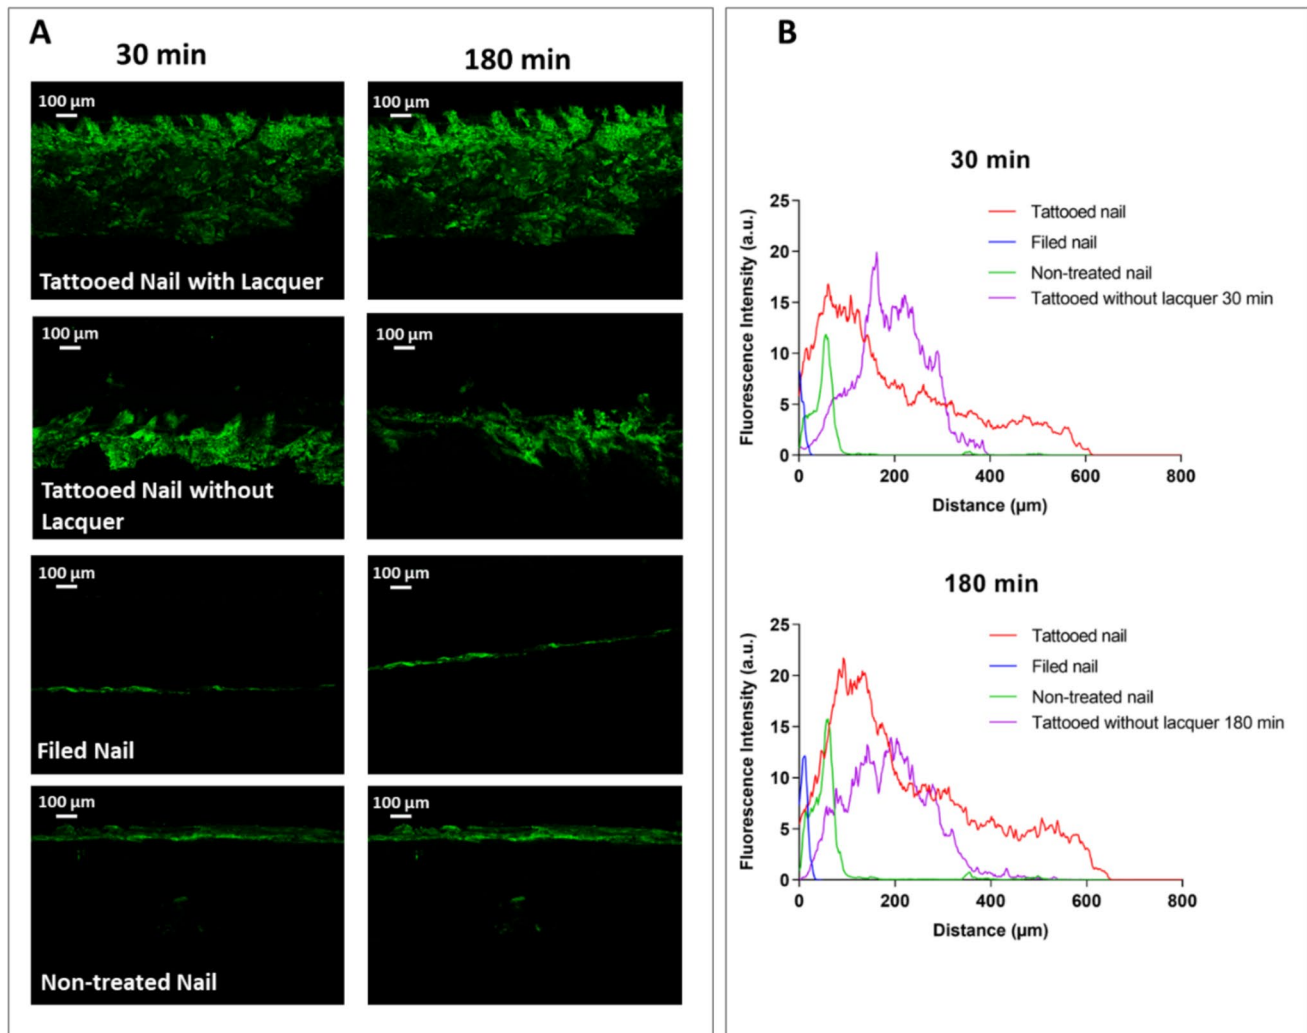 A
30 min
180 min
100 µm
100 µm
Tattooed Nail with Lacquer
100 µm
100 µm
Tattooed Nail without
Lacquer
100 µm
100 µm
Filed Nail
100 µm
100 µm
Non-treated Nail
B
30 min
Fluorescence Intensity (a.u.)
25
20
15
10
5
0
Tattooed nail
Filed nail
Non-treated nail
Tattooed without lacquer 30 min
0
200
400
600
800
Distance (µm)
180 min
Fluorescence Intensity (a.u.)
25
20
15
10
5
0
Tattooed nail
Filed nail
Non-treated nail
Tattooed without lacquer 180 min
0
200
400
600
800
Distance (µm)